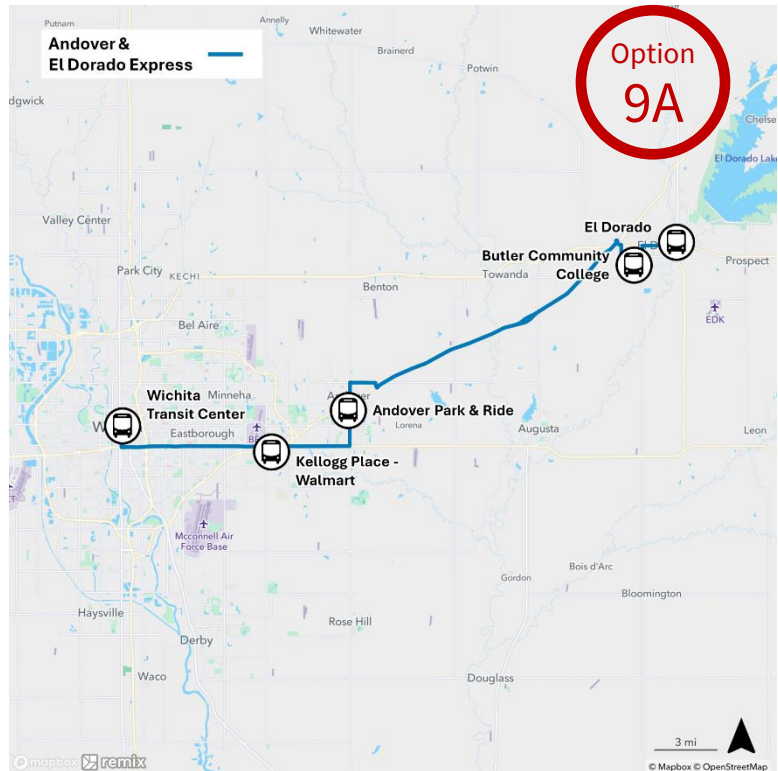 Andover &
El Dorado Express
Option
9A
Putnam
Annelly
Whitewater
Brainerd
Potwin
dgwick
Chelse
El Dorado Lake
Valley Center
El Dorado
Park City
KECHI
Butler Community
College
Towanda
Prospect
Benton
EDK
Bel Aire
Wichita
Transit Center
Minneha
Andover Park & Ride
Lorena
Eastborough
Augusta
Leon
Kellogg Place -
Walmart
Mcconnell Air
Force Base
Bois d'Arc
Gordon
Bloomington
Haysville
Rose Hill
Derby
Waco
Douglass
3 mi
mapbox remix
© Mapbox © OpenStreetMap